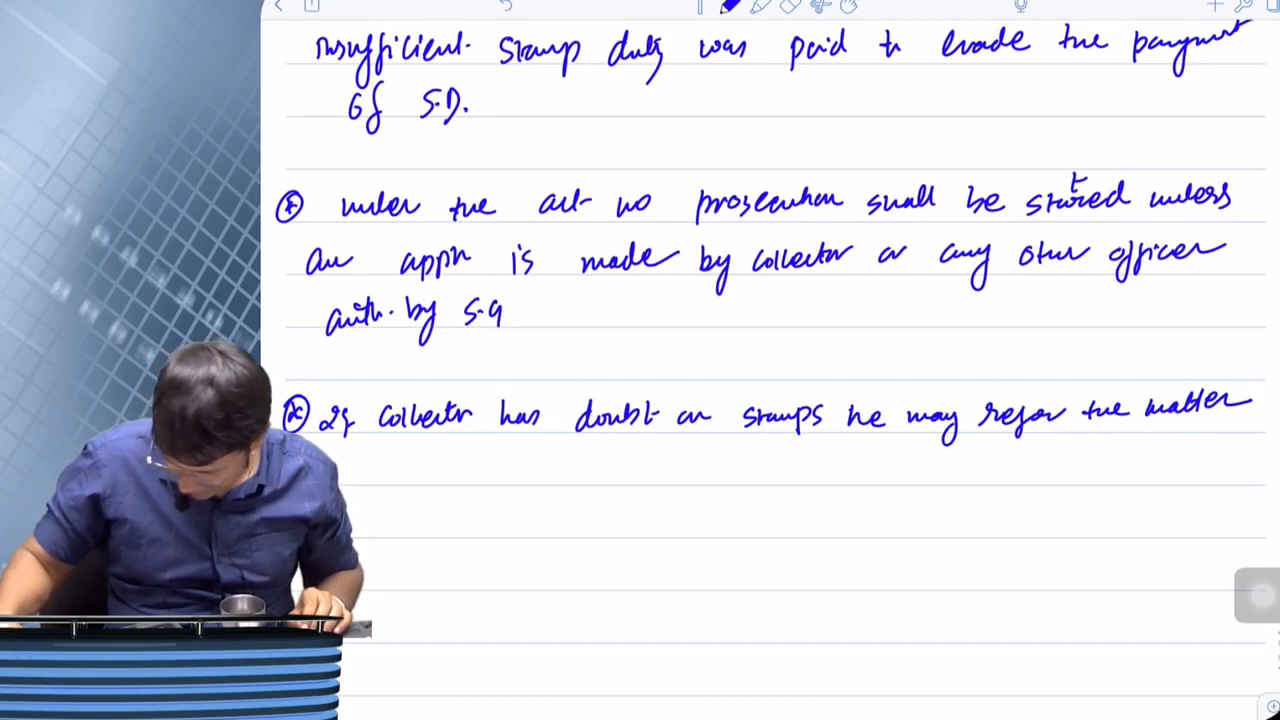 insufficient stamp duty was paid to evade the payment
of S.D.
under the act no prosecution shall be started unless
an appn is made by collector or any other officer
auth. by S.G
If collector has doubt on stamps he may refer the matter